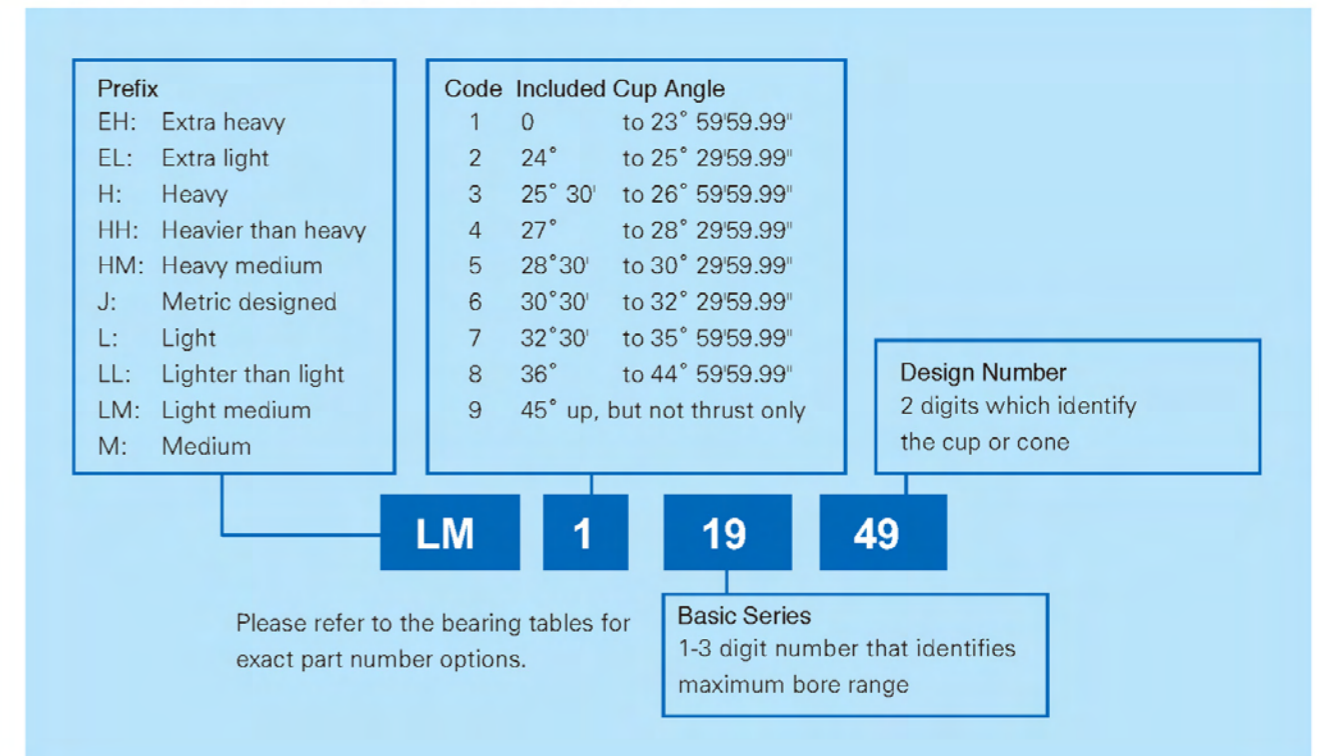 Prefix
EH: Extra heavy
EL: Extra light
H: Heavy
HH: Heavier than heavy
HM: Heavy medium
J: Metric designed
L: Light
LL: Lighter than light
LM: Light medium
M: Medium
Code Included Cup Angle
1 0 to 23° 59'59.99"
2 24° to 25° 29'59.99"
3 25° 30' to 26° 59'59.99"
4 27° to 28° 29'59.99"
5 28°30' to 30° 29'59.99"
6 30°30' to 32° 29'59.99"
7 32°30' to 35° 59'59.99"
8 36° to 44° 59'59.99"
9 45° up, but not thrust only
Design Number
2 digits which identify
the cup or cone
LM 1 19 49
Please refer to the bearing tables for
exact part number options.
Basic Series
1-3 digit number that identifies
maximum bore range